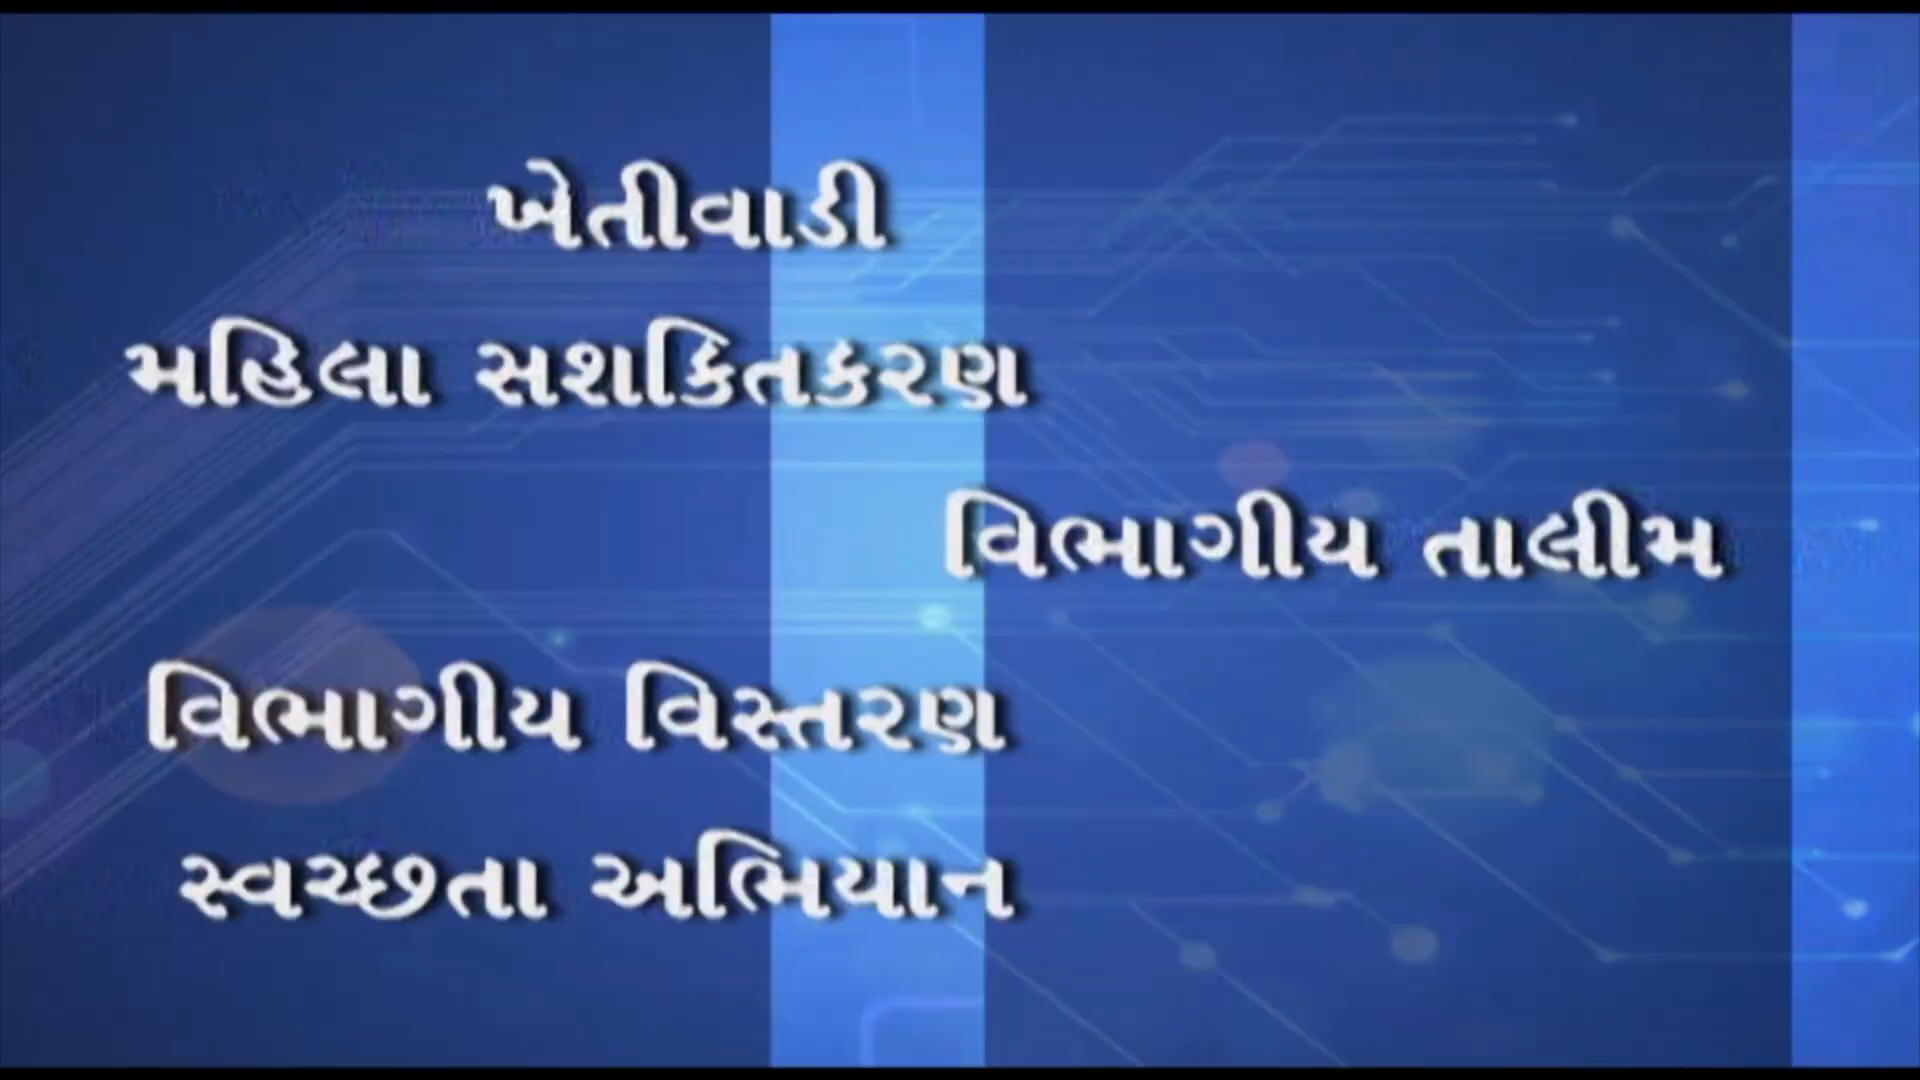 ખેતીવાડી
મહિલા સશકિતકરણ
વિભાગીય તાલીમ
વિભાગીય વિસ્તરણ
સ્વચ્છતા અભિયાન